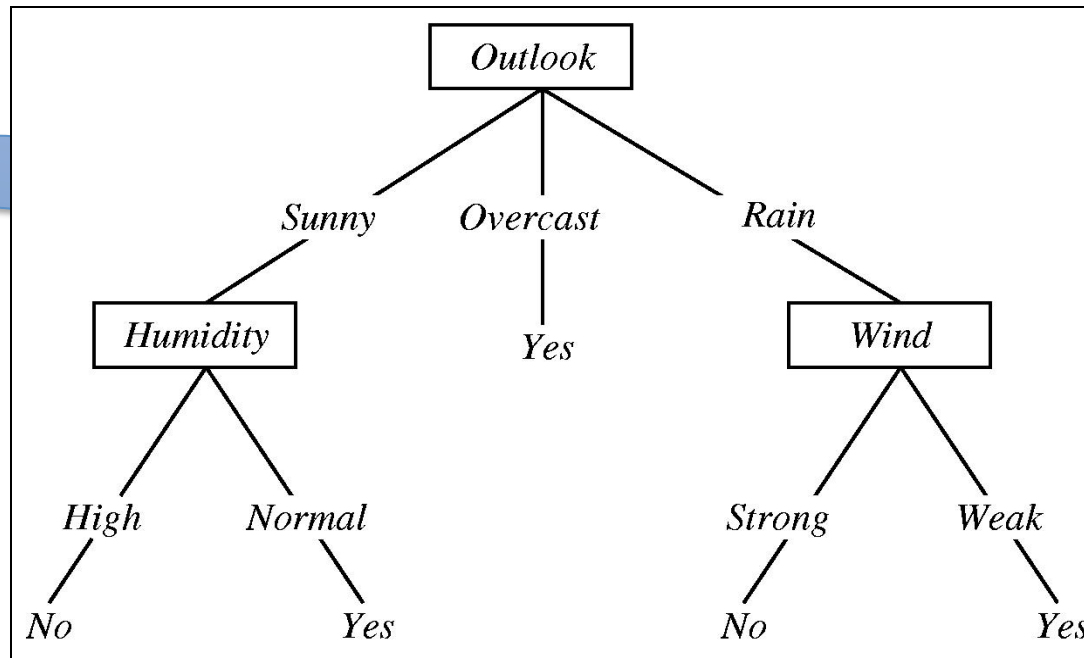 Outlook
Sunny Overcast Rain
Humidity Yes Wind
High Normal Strong Weak
No Yes No Yes